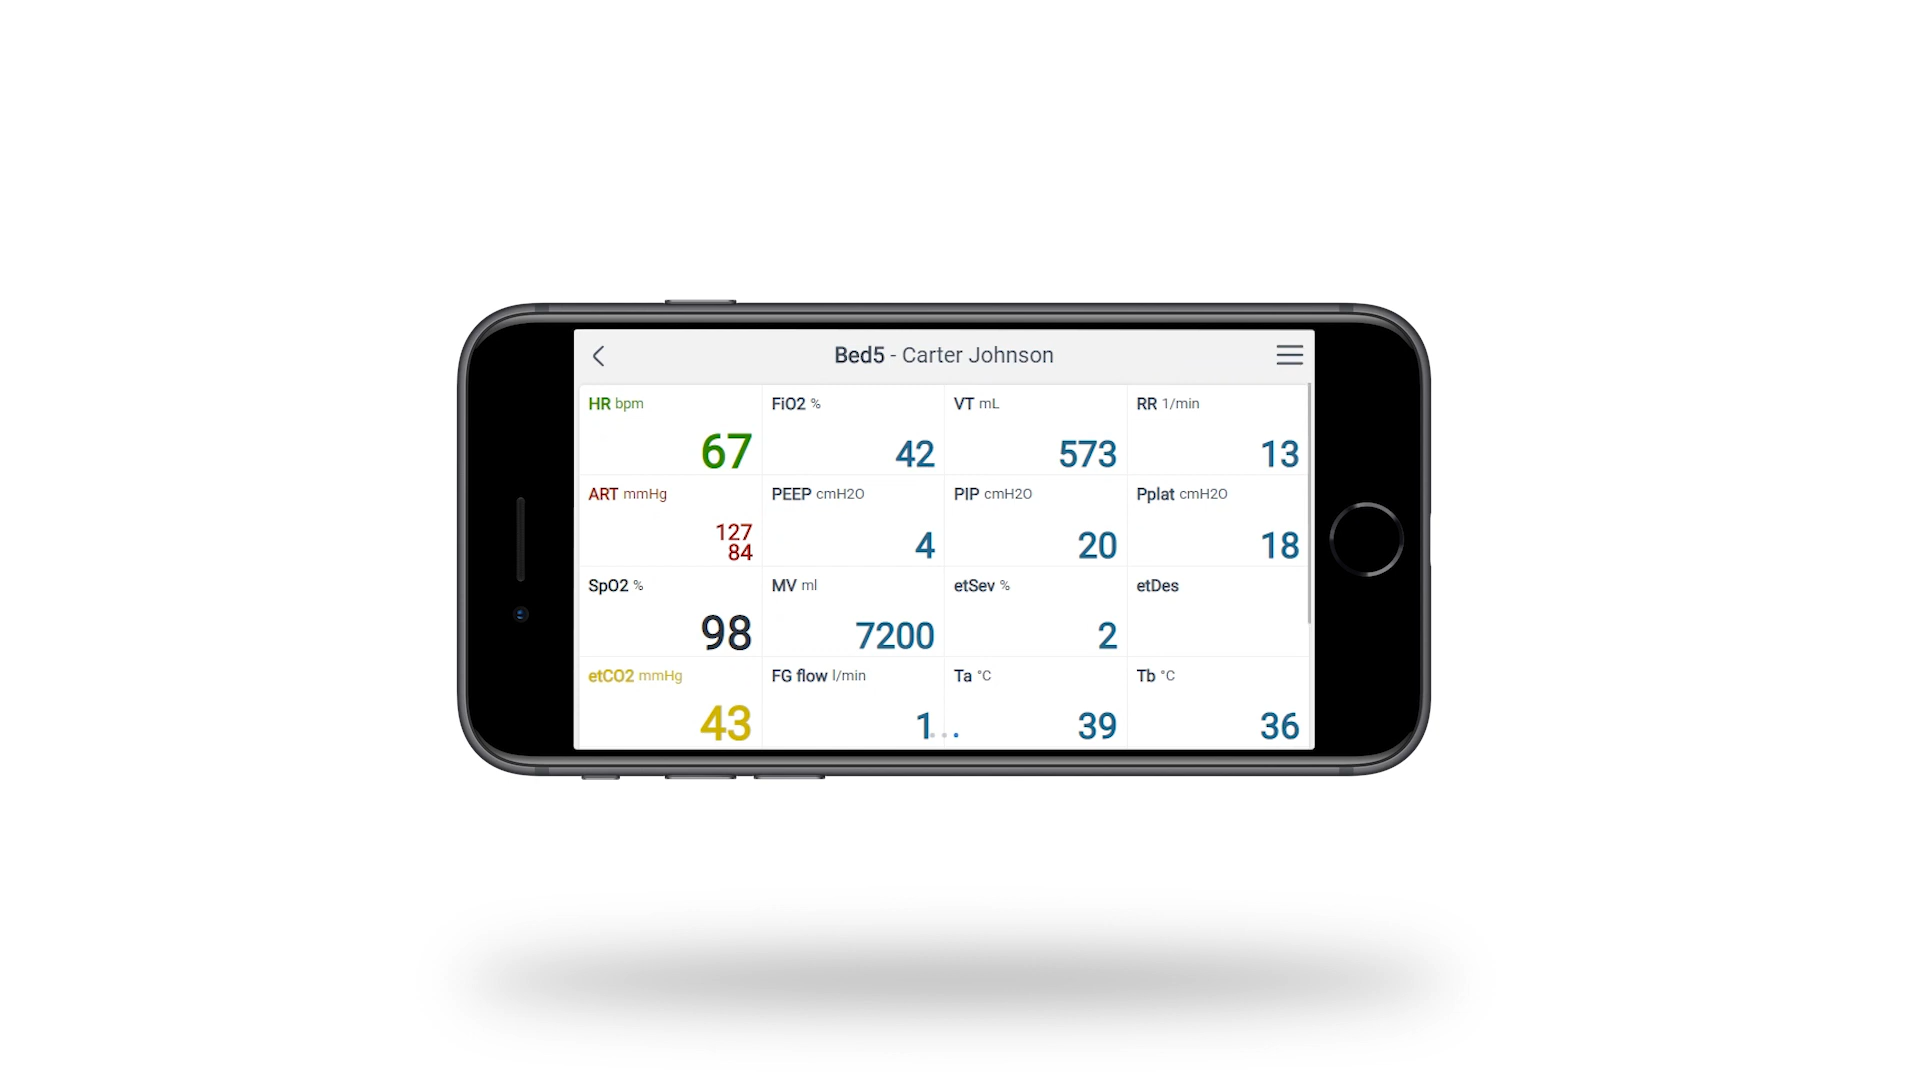 Bed5 - Carter Johnson
HR bpm
67
FiO2 %
42
VT mL
573
RR 1/min
13
ART mmHg
127
84
PEEP cmH2O
4
PIP cmH2O
20
Pplat cmH2O
18
SpO2 %
98
MV ml
7200
etSev %
2
etDes
etCO2 mmHg
43
FG flow l/min
1
Ta °C
39
Tb °C
36